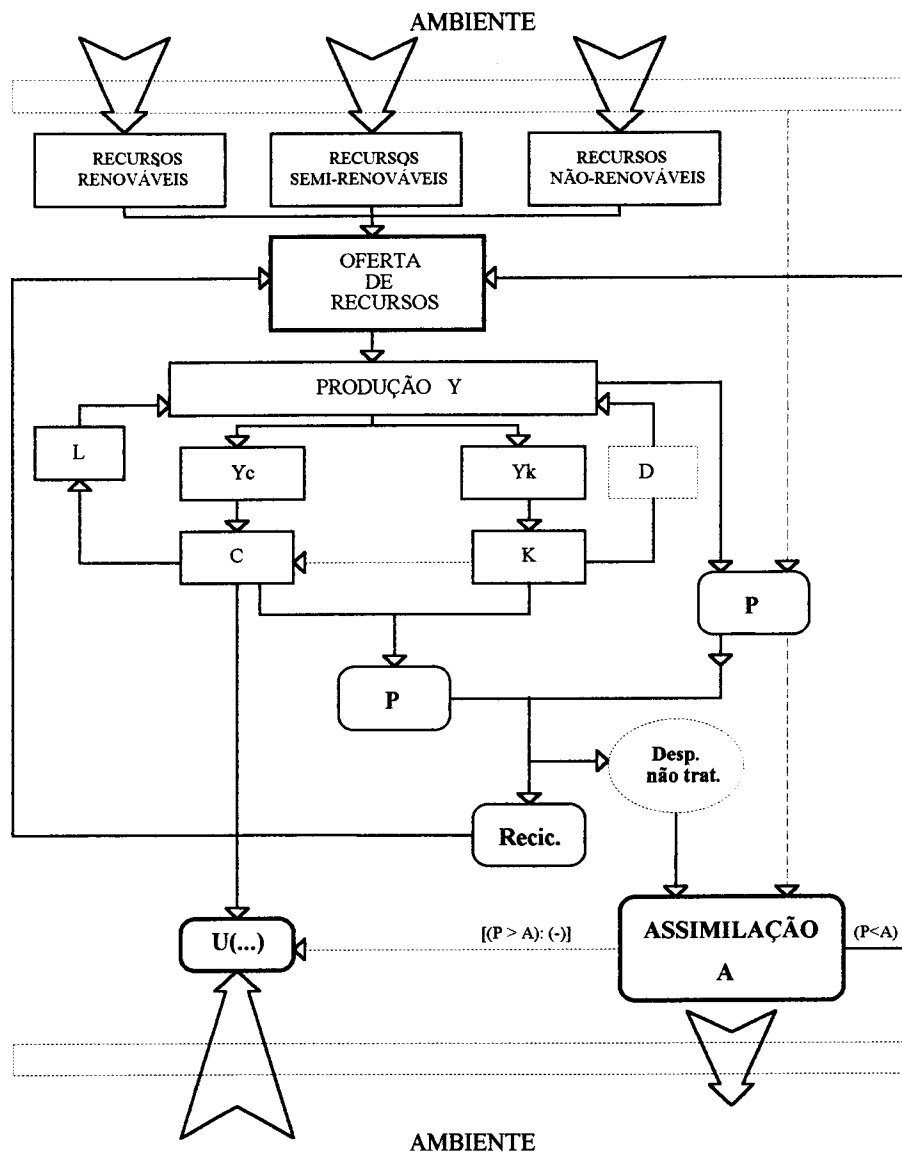 AMBIENTE
RECURSOS
RENOVÁVEIS
RECURSOS
SEMI-RENOVÁVEIS
RECURSOS
NÃO-RENOVÁVEIS
OFERTA
DE
RECURSOS
PRODUÇÃO Y
L
Yc
Yk
D
C
K
P
P
Desp.
não trat.
Recic.
U(...)
[(P > A): (-)]
ASSIMILAÇÃO
A
(P<A)
AMBIENTE